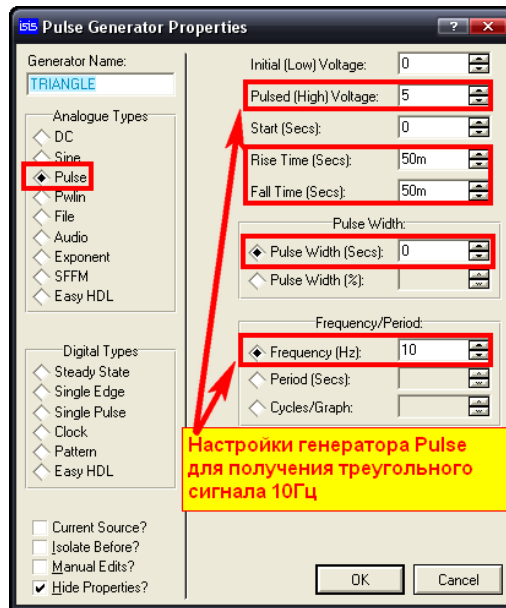 isis Pulse Generator Properties
Generator Name:
TRIANGLE
Analogue Types
DC
Sine
Pulse
Pwlin
File
Audio
Exponent
SFFM
Easy HDL
Digital Types
Steady State
Single Edge
Single Pulse
Clock
Pattern
Easy HDL
Current Source?
Isolate Before?
Manual Edits?
Hide Properties?
Initial (Low) Voltage: 0
Pulsed (High) Voltage: 5
Start (Secs): 0
Rise Time (Secs): 50m
Fall Time (Secs): 50m
Pulse Width:
Pulse Width (Secs): 0
Pulse Width (%):
Frequency/Period:
Frequency (Hz): 10
Period (Secs):
Cycles/Graph:
Настройки генератора Pulse
для получения треугольного
сигнала 10Гц
OK Cancel